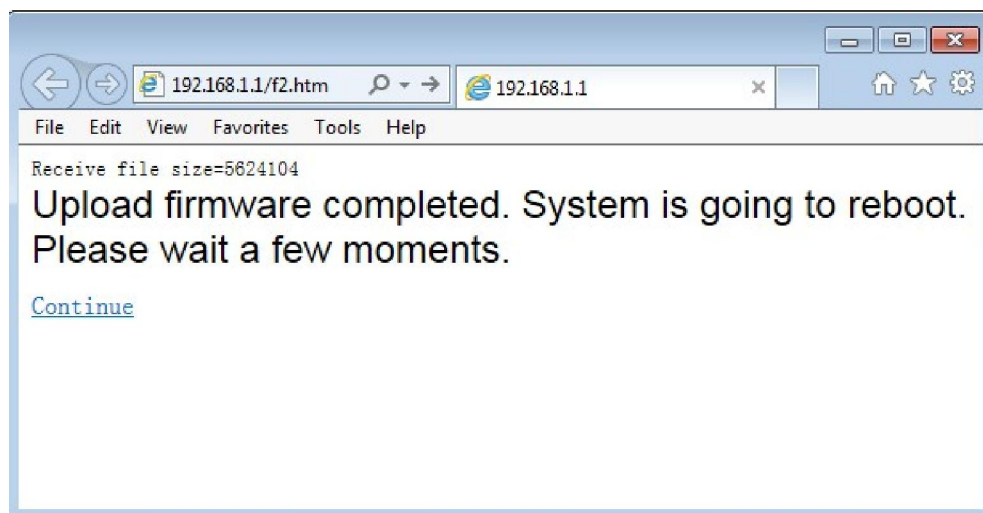 192.168.1.1/f2.htm
192.168.1.1
File Edit View Favorites Tools Help
Receive file size=5624104
Upload firmware completed. System is going to reboot.
Please wait a few moments.
Continue